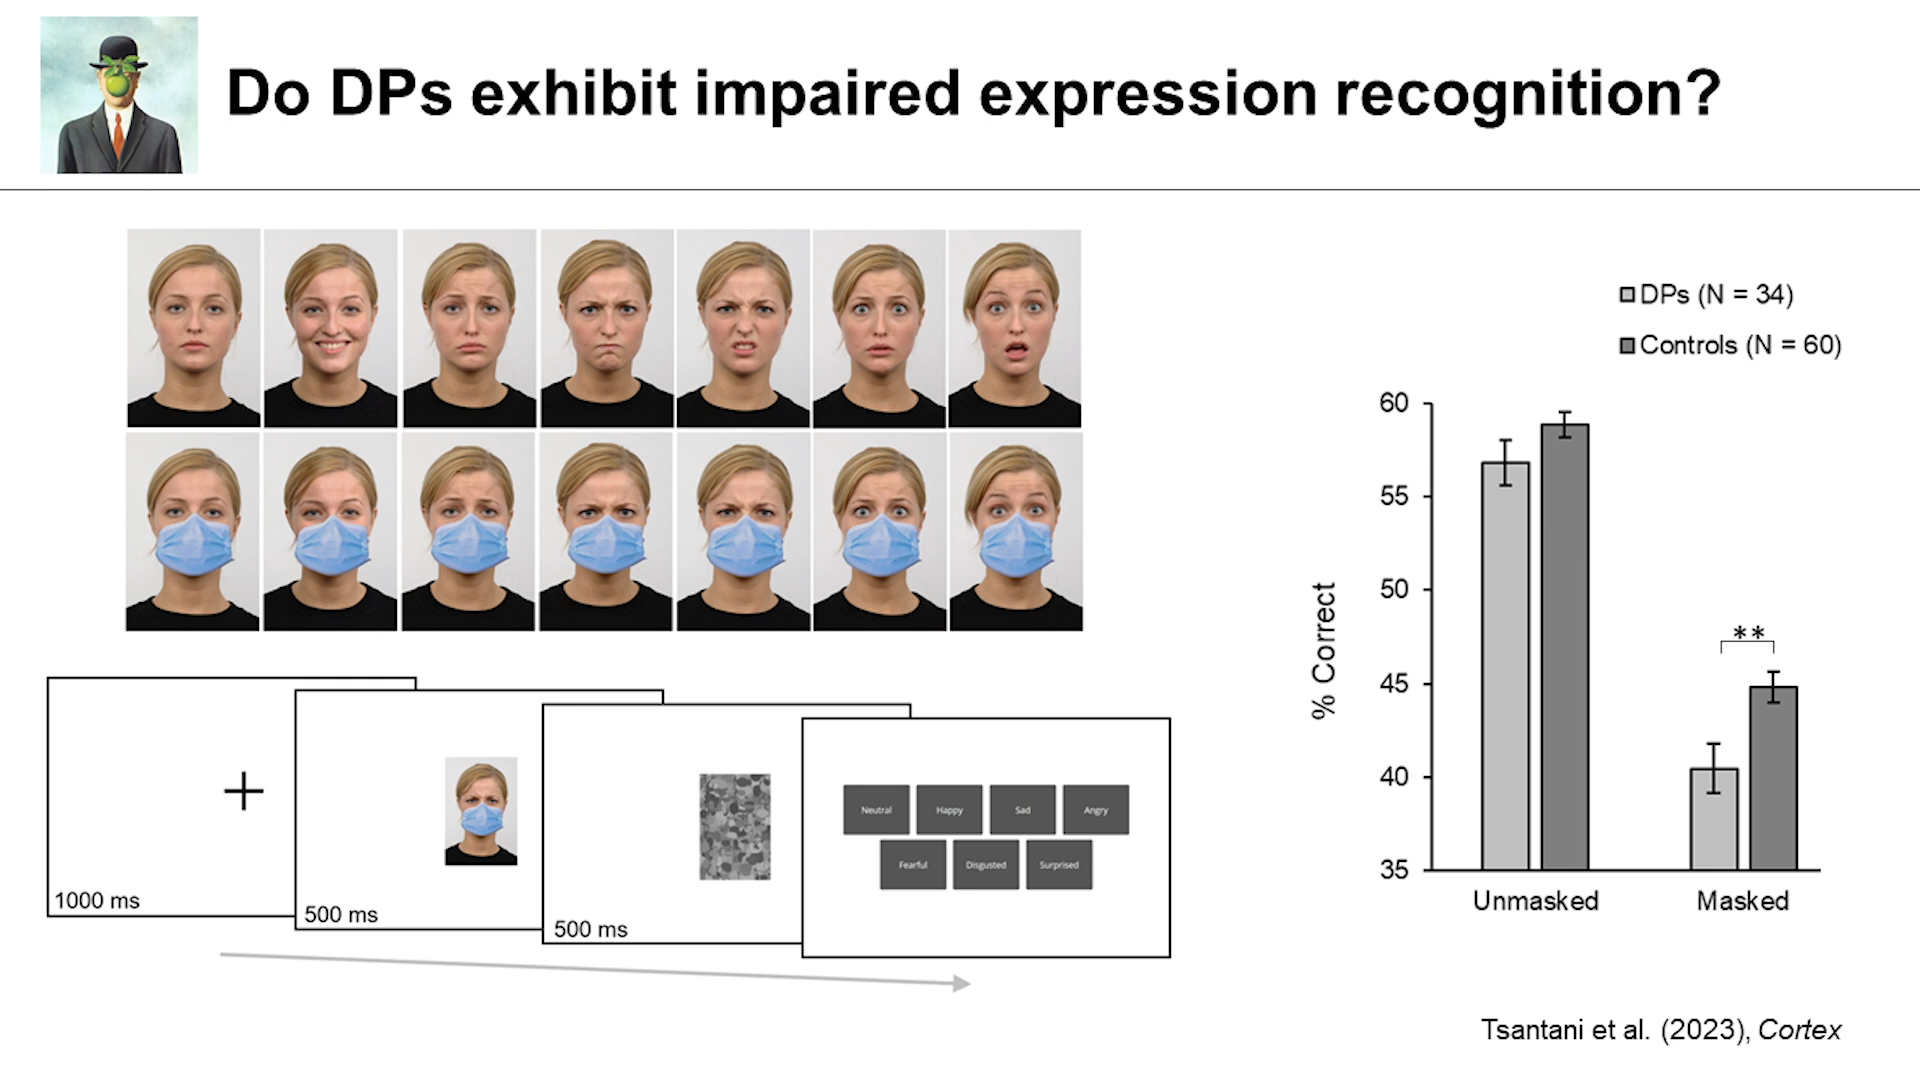 Do DPs exhibit impaired expression recognition?
1000 ms
500 ms
500 ms
Neutral Happy Sad Angry
Fearful Disgusted Surprised
DPs (N = 34)
Controls (N = 60)
% Correct
60
55
50
45
40
35
**
Unmasked Masked
Tsantani et al. (2023), Cortex